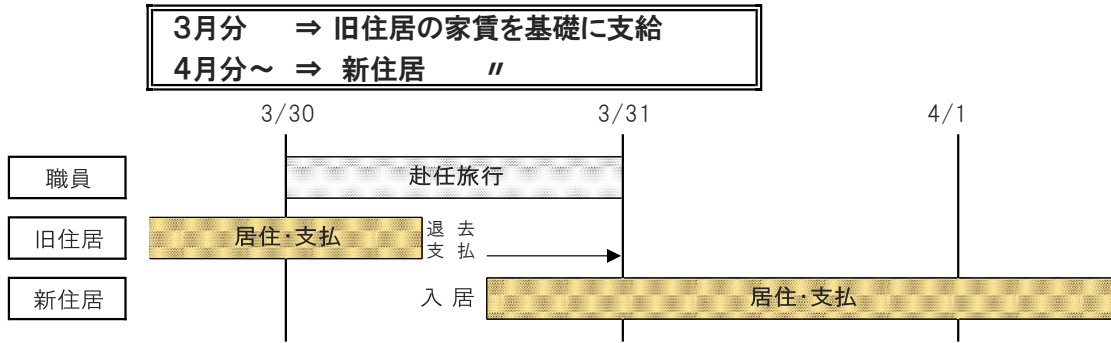 3月分 ⇒ 旧住居の家賃を基礎に支給
4月分～ ⇒ 新住居 〃
3/30 3/31 4/1
職員 赴任旅行
旧住居 居住・支払 退去
支払
新住居 入居 居住・支払